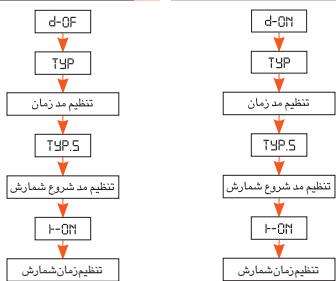 d-OF
TYP
تنظیم مد زمان
TYP.S
تنظیم مد شروع شمارش
t-ON
تنظیم زمان شمارش
d-ON
TYP
تنظیم مد زمان
TYP.S
تنظیم مد شروع شمارش
t-ON
تنظیم زمان شمارش